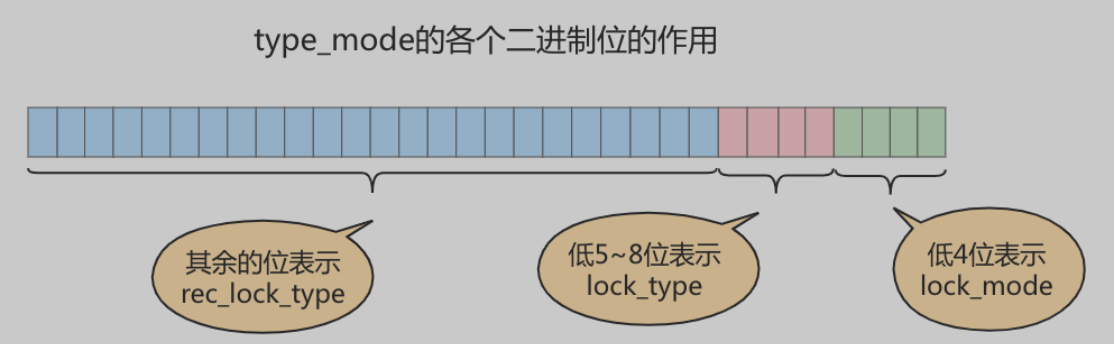 type_mode的各个二进制位的作用
其余的位表示
rec_lock_type
低5~8位表示
lock_type
低4位表示
lock_mode